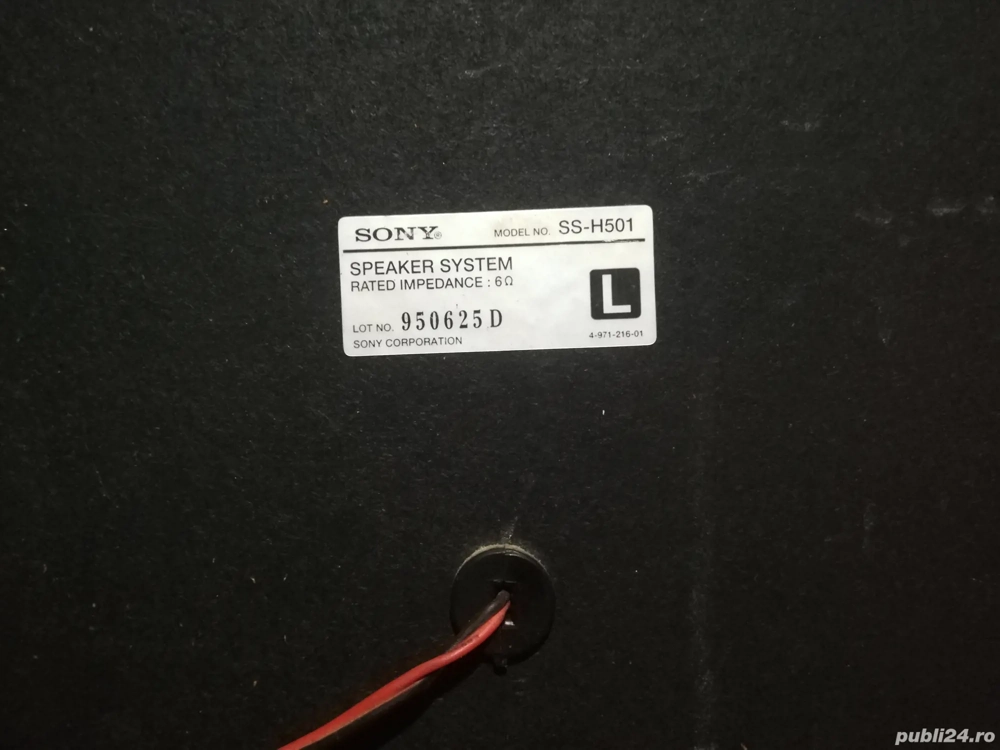 SONY® MODEL NO. SS-H501
SPEAKER SYSTEM
RATED IMPEDANCE : 6Ω
L
LOT NO. 950625D
SONY CORPORATION
4-971-216-01
publi24.ro